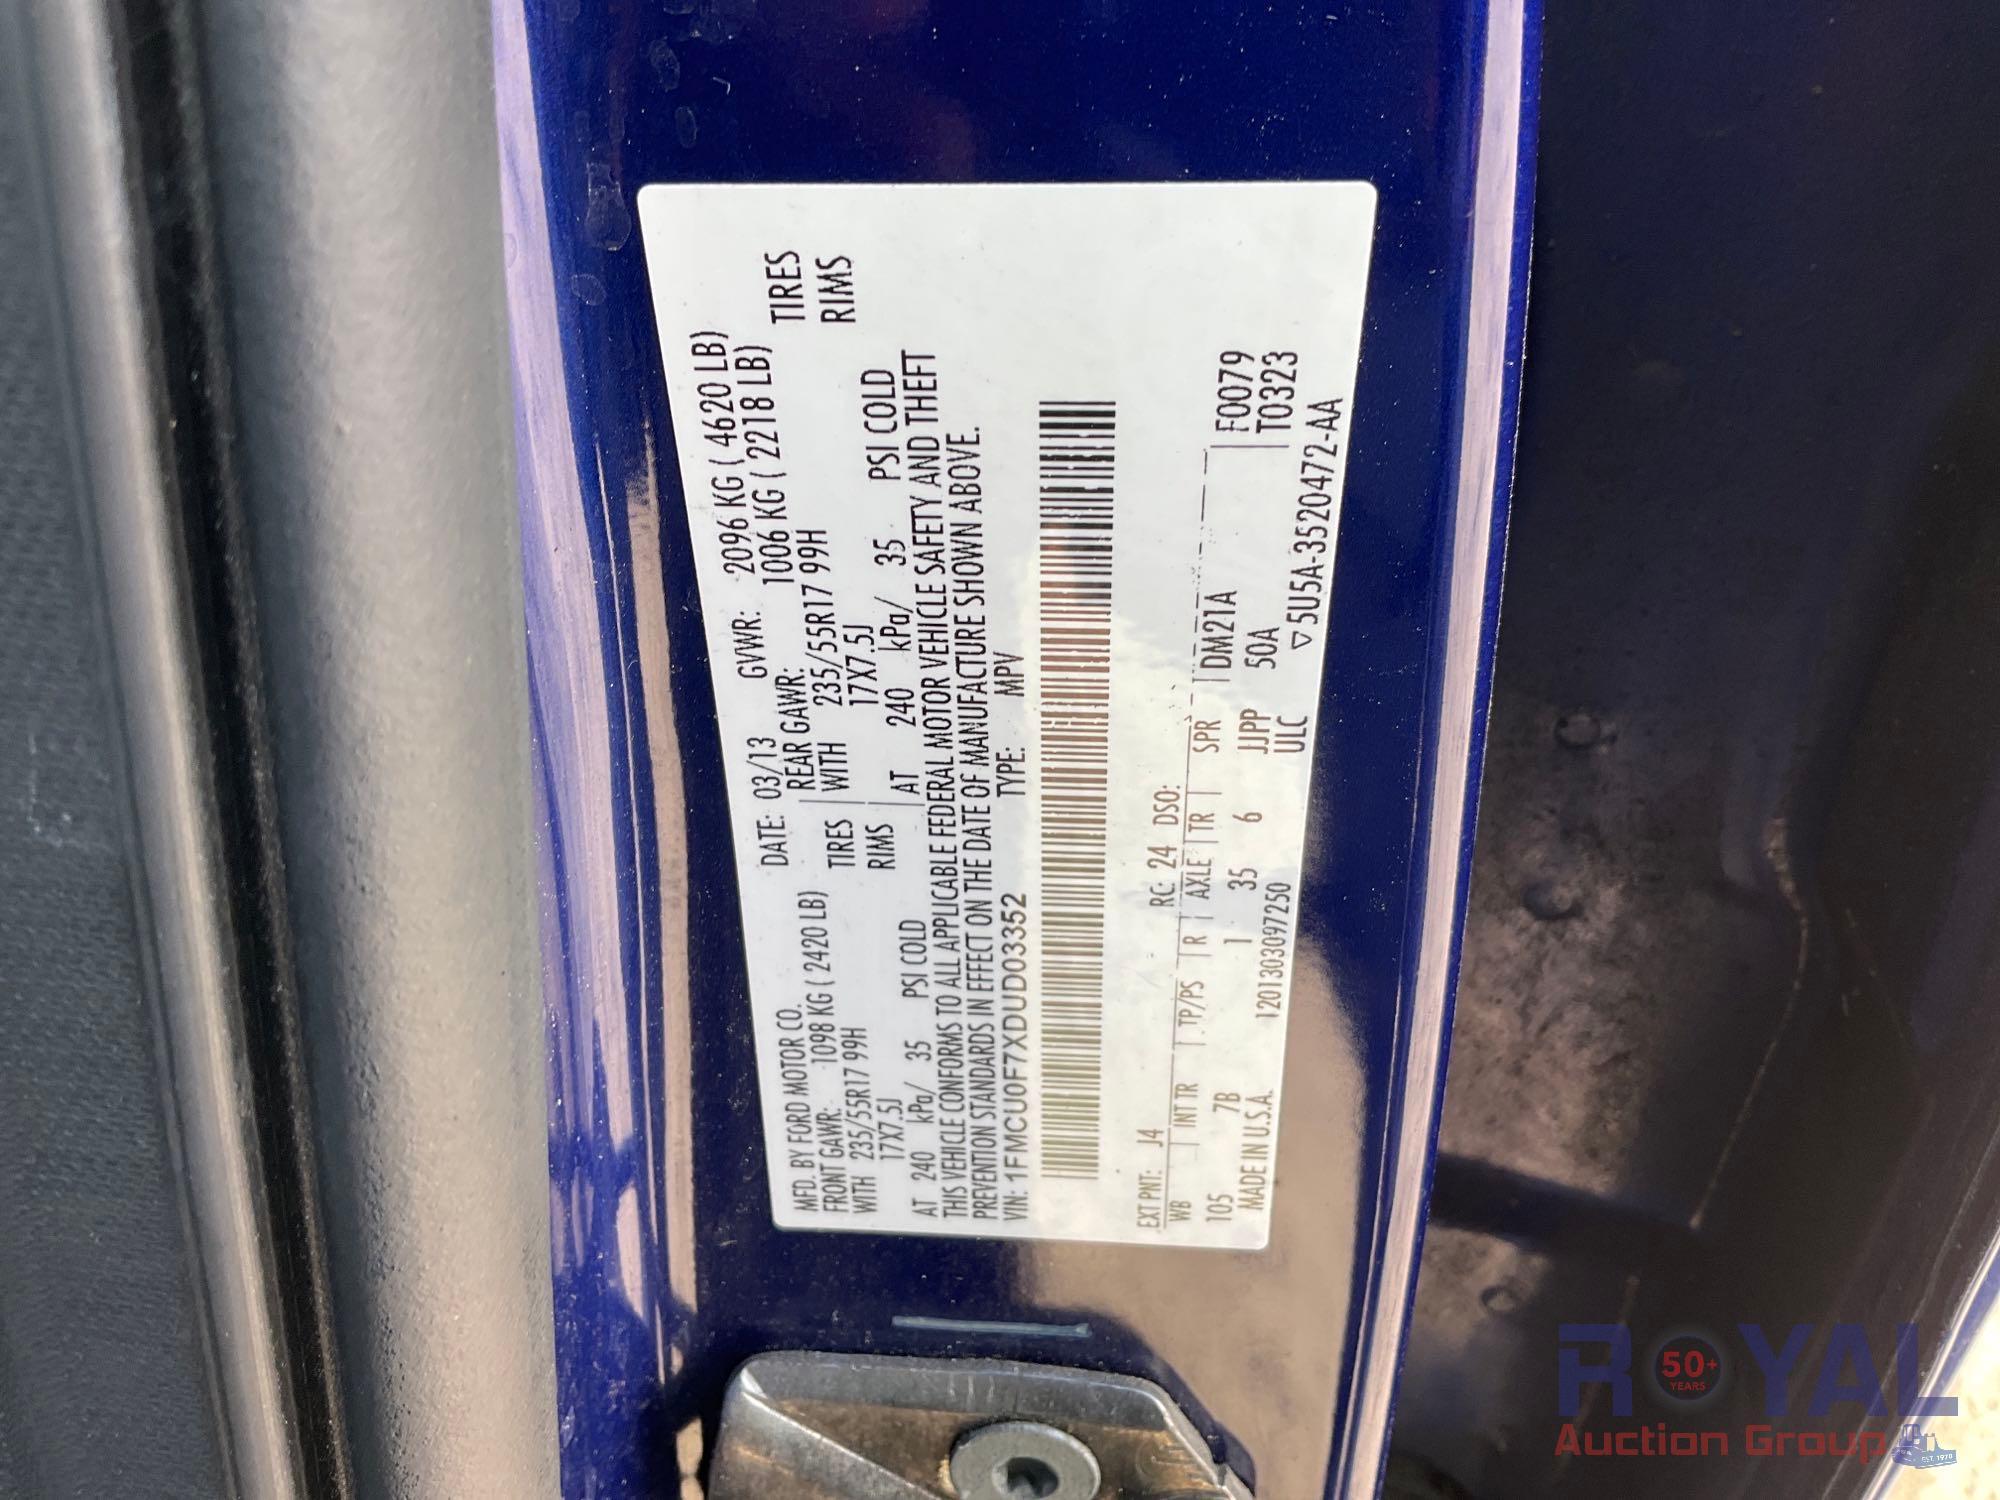 MFD. BY FORD MOTOR CO.
DATE: 03/13 GVWR: 2096 KG ( 4620 LB)
FRONT GAWR: 1098 KG ( 2420 LB)
REAR GAWR: 1006 KG ( 2218 LB)
WITH 235/55R17 99H TIRES
WITH 235/55R17 99H TIRES
17X7.5J RIMS
17X7.5J RIMS
AT 240 kPa/ 35 PSI COLD
AT 240 kPa/ 35 PSI COLD
THIS VEHICLE CONFORMS TO ALL APPLICABLE FEDERAL MOTOR VEHICLE SAFETY AND THEFT
PREVENTION STANDARDS IN EFFECT ON THE DATE OF MANUFACTURE SHOWN ABOVE.
VIN: 1FMCU0F7XDUD03352 TYPE: MPV
EXT PNT: J4 RC: 24 DSO:
WB INT TR TP/PS R AXLE TR SPR DM21A F0079
105 7B 1 35 6 JJPP 50A T0323
MADE IN U.S.A. 1201303097250 ULC ▽5U5A-3520472-AA
ROYAL
50+
YEARS
Auction Group
EST. 1970